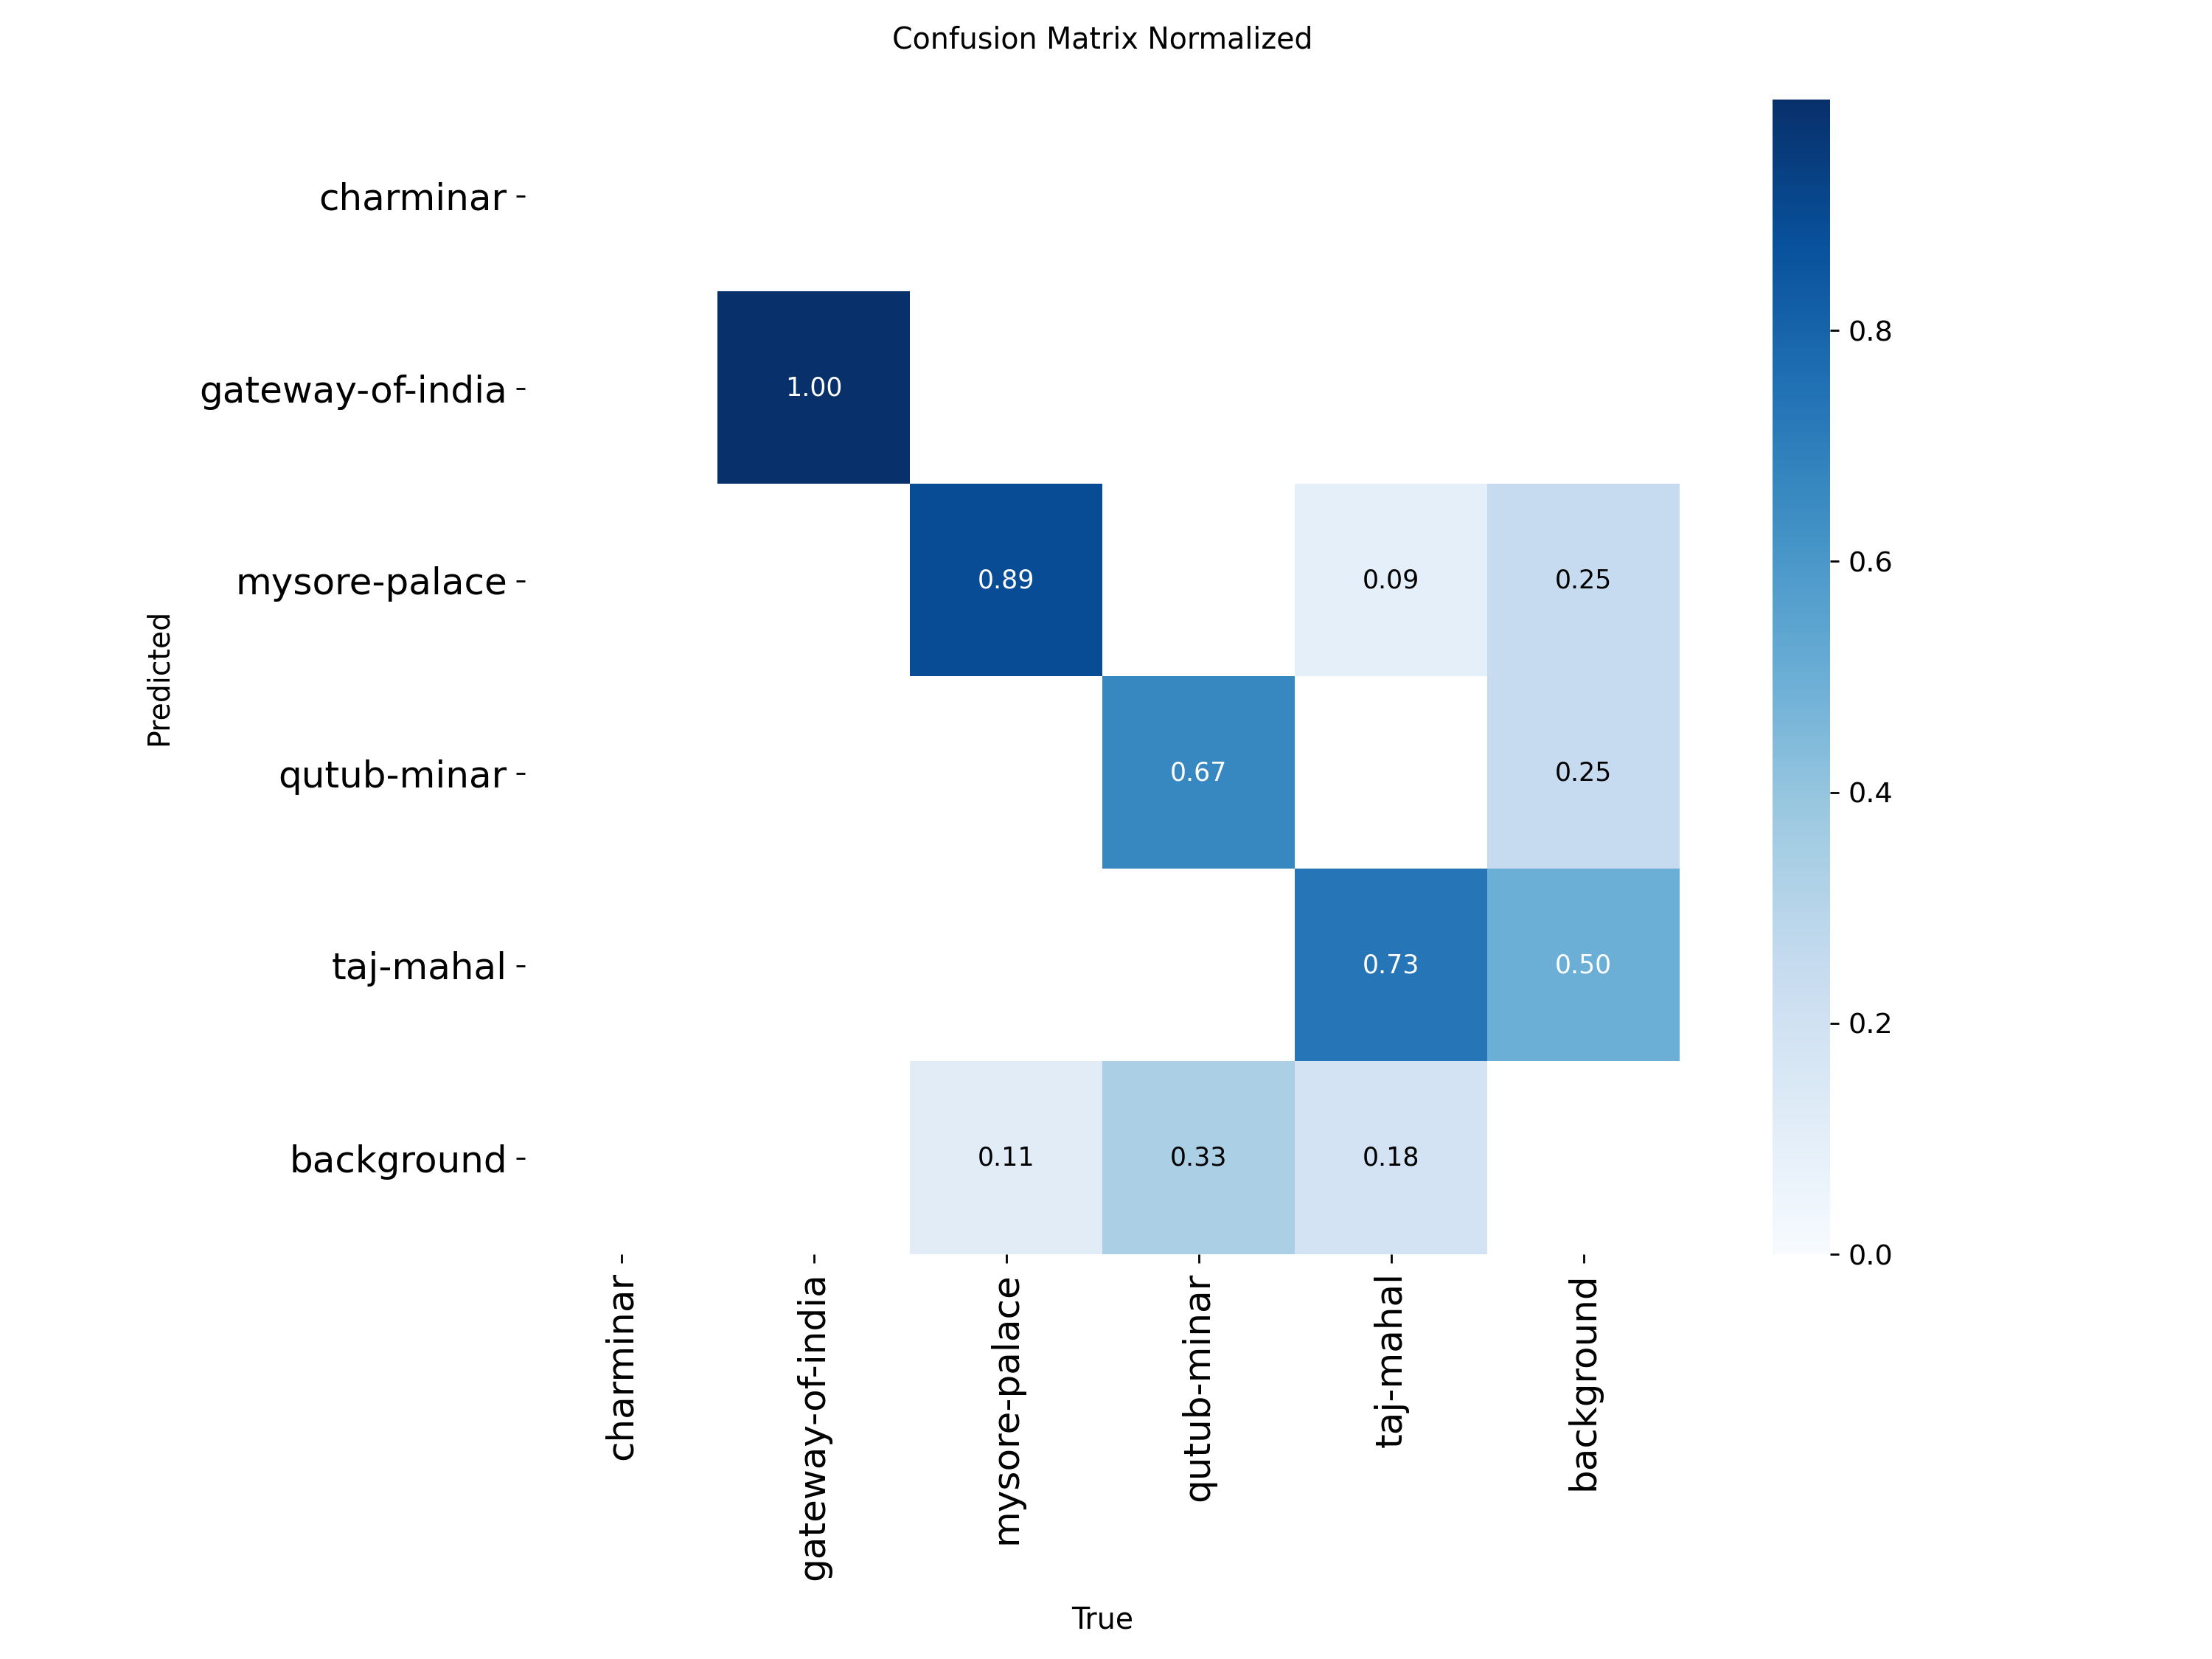 Confusion Matrix Normalized
charminar
gateway-of-india
1.00
mysore-palace
0.89
0.09
0.25
qutub-minar
0.67
0.25
taj-mahal
0.73
0.50
background
0.11
0.33
0.18
Predicted
charminar
gateway-of-india
mysore-palace
qutub-minar
taj-mahal
background
True
0.8
0.6
0.4
0.2
0.0